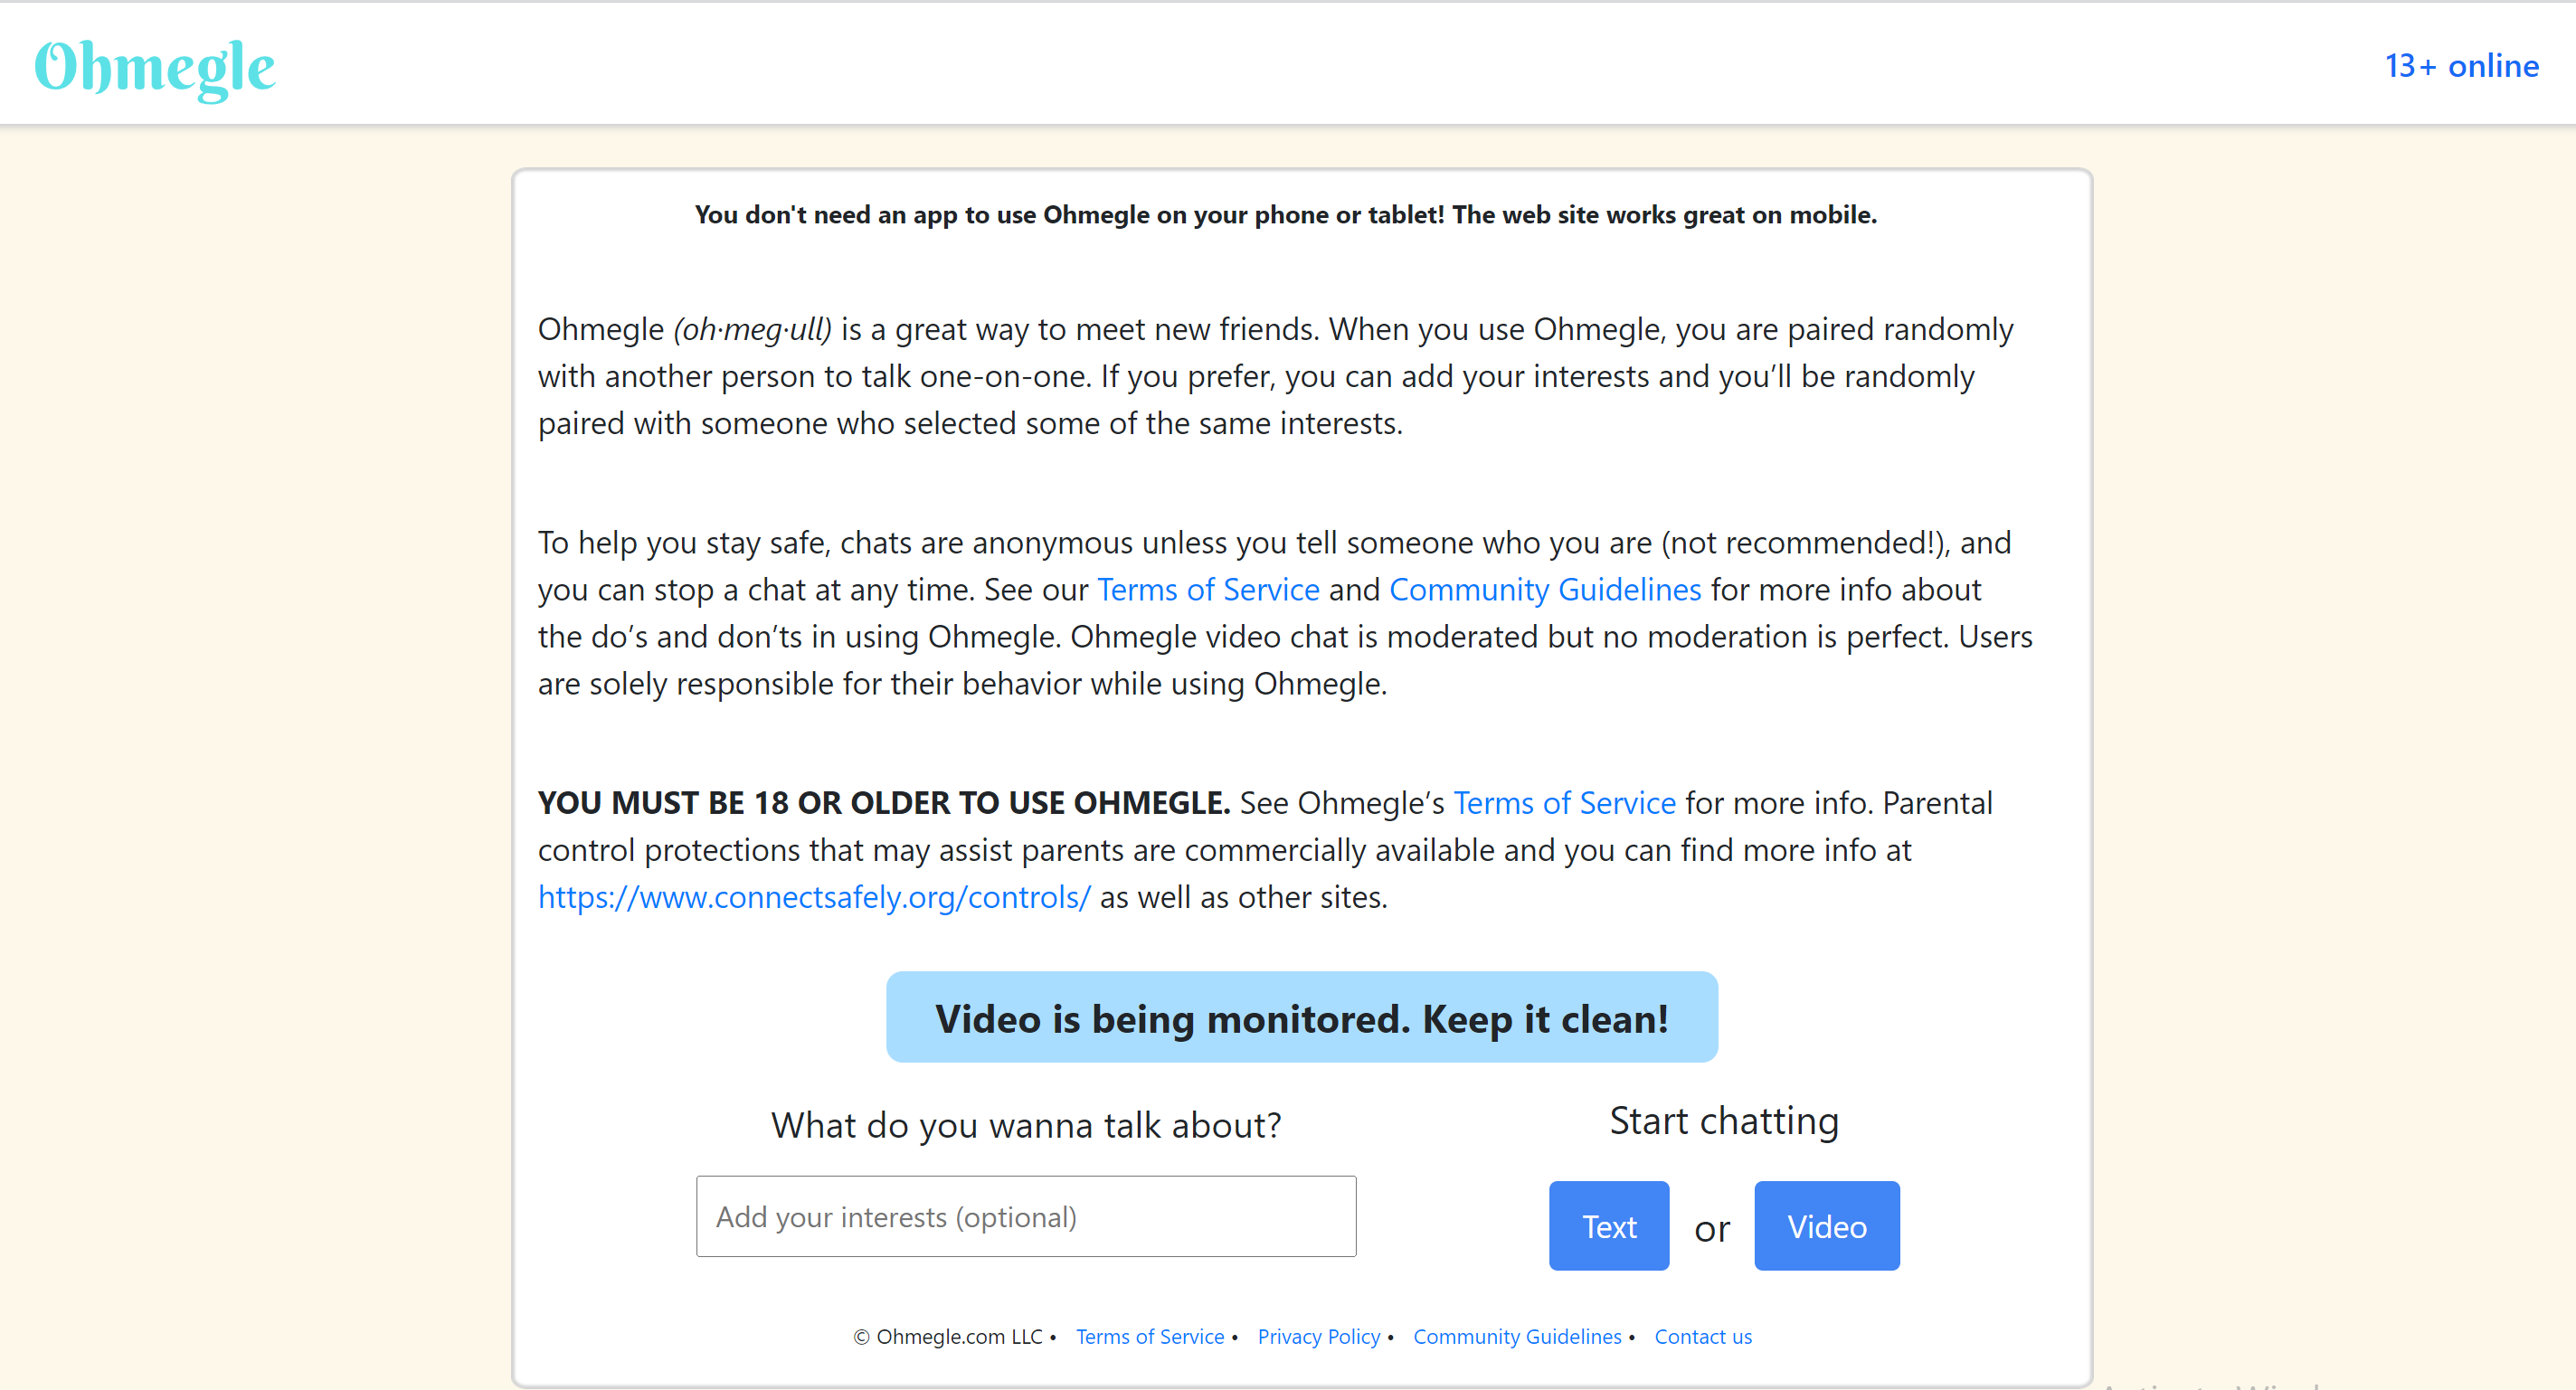 Ohmegle
13+ online
You don't need an app to use Ohmegle on your phone or tablet! The web site works great on mobile.
Ohmegle (oh·meg·ull) is a great way to meet new friends. When you use Ohmegle, you are paired randomly
with another person to talk one-on-one. If you prefer, you can add your interests and you’ll be randomly
paired with someone who selected some of the same interests.
To help you stay safe, chats are anonymous unless you tell someone who you are (not recommended!), and
you can stop a chat at any time. See our Terms of Service and Community Guidelines for more info about
the do’s and don’ts in using Ohmegle. Ohmegle video chat is moderated but no moderation is perfect. Users
are solely responsible for their behavior while using Ohmegle.
YOU MUST BE 18 OR OLDER TO USE OHMEGLE. See Ohmegle’s Terms of Service for more info. Parental
control protections that may assist parents are commercially available and you can find more info at
https://www.connectsafely.org/controls/ as well as other sites.
Video is being monitored. Keep it clean!
What do you wanna talk about?
Start chatting
Add your interests (optional)
Text or Video
© Ohmegle.com LLC • Terms of Service • Privacy Policy • Community Guidelines • Contact us